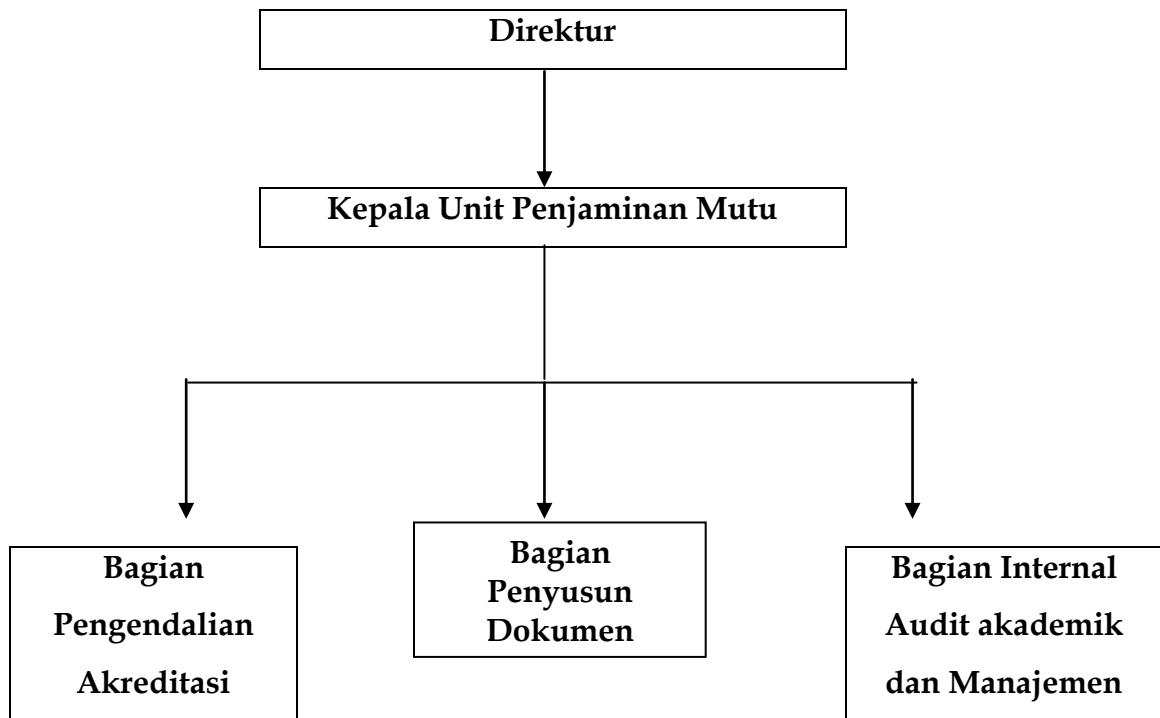 Direktur
Kepala Unit Penjaminan Mutu
Bagian
Pengendalian
Akreditasi
Bagian
Penyusun
Dokumen
Bagian Internal
Audit akademik
dan Manajemen